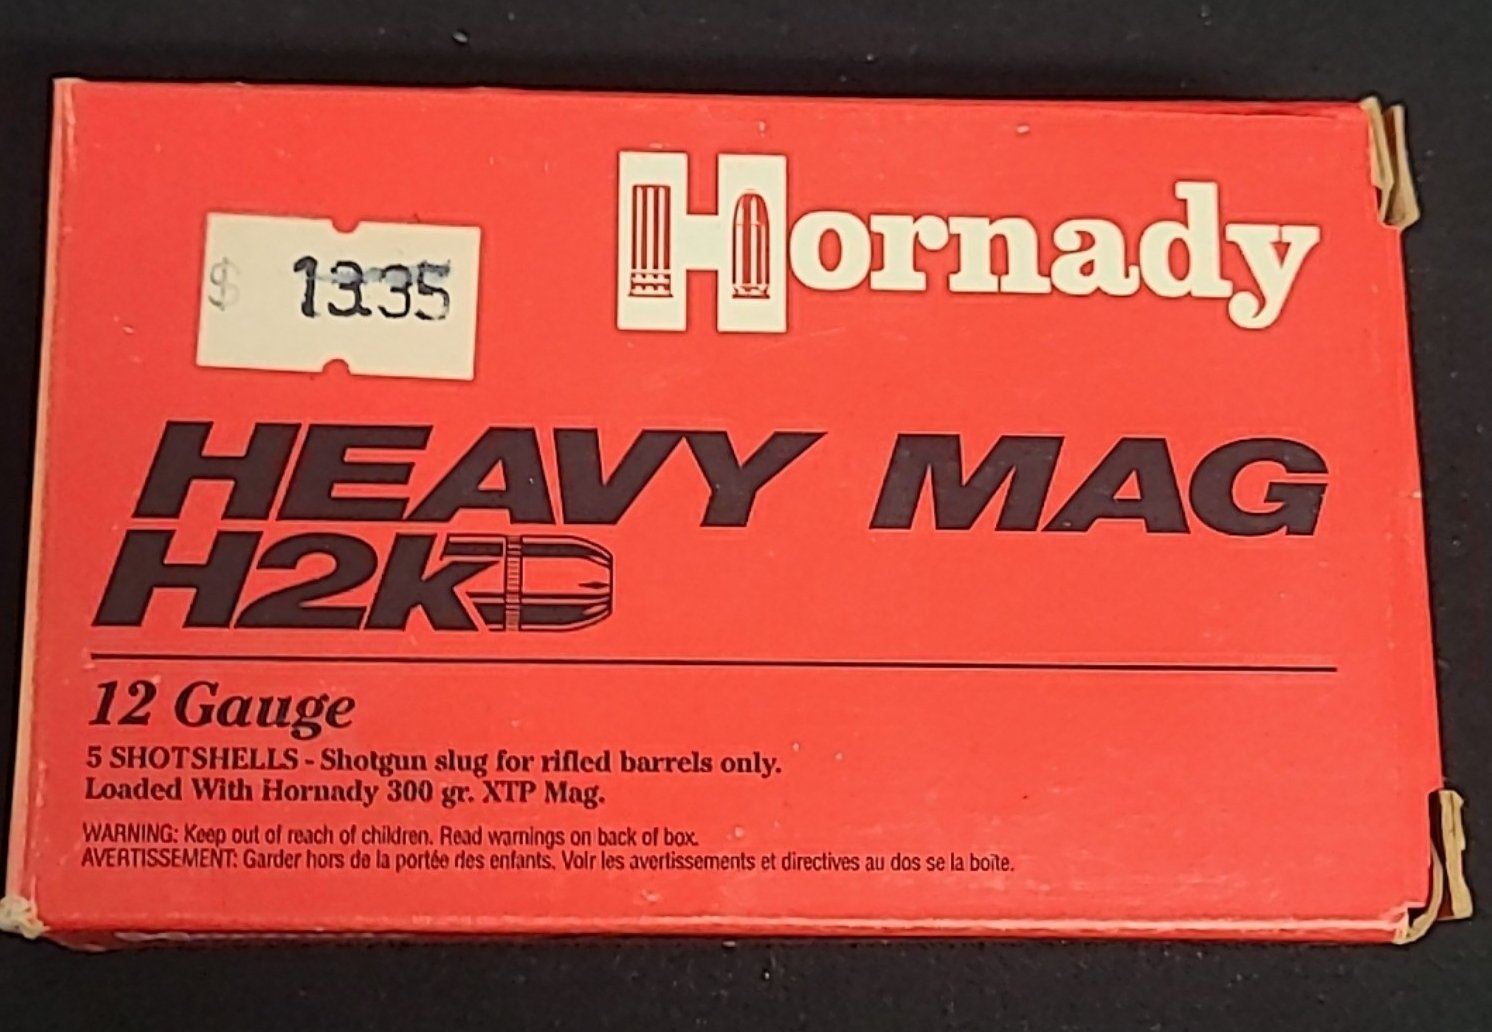 Hornady
$ 13.35
HEAVY MAG
H2K
12 Gauge
5 SHOTSHELLS - Shotgun slug for rifled barrels only.
Loaded With Hornady 300 gr. XTP Mag.
WARNING: Keep out of reach of children. Read warnings on back of box.
AVERTISSEMENT: Garder hors de la portée des enfants. Voir les avertissements et directives au dos se la boîte.